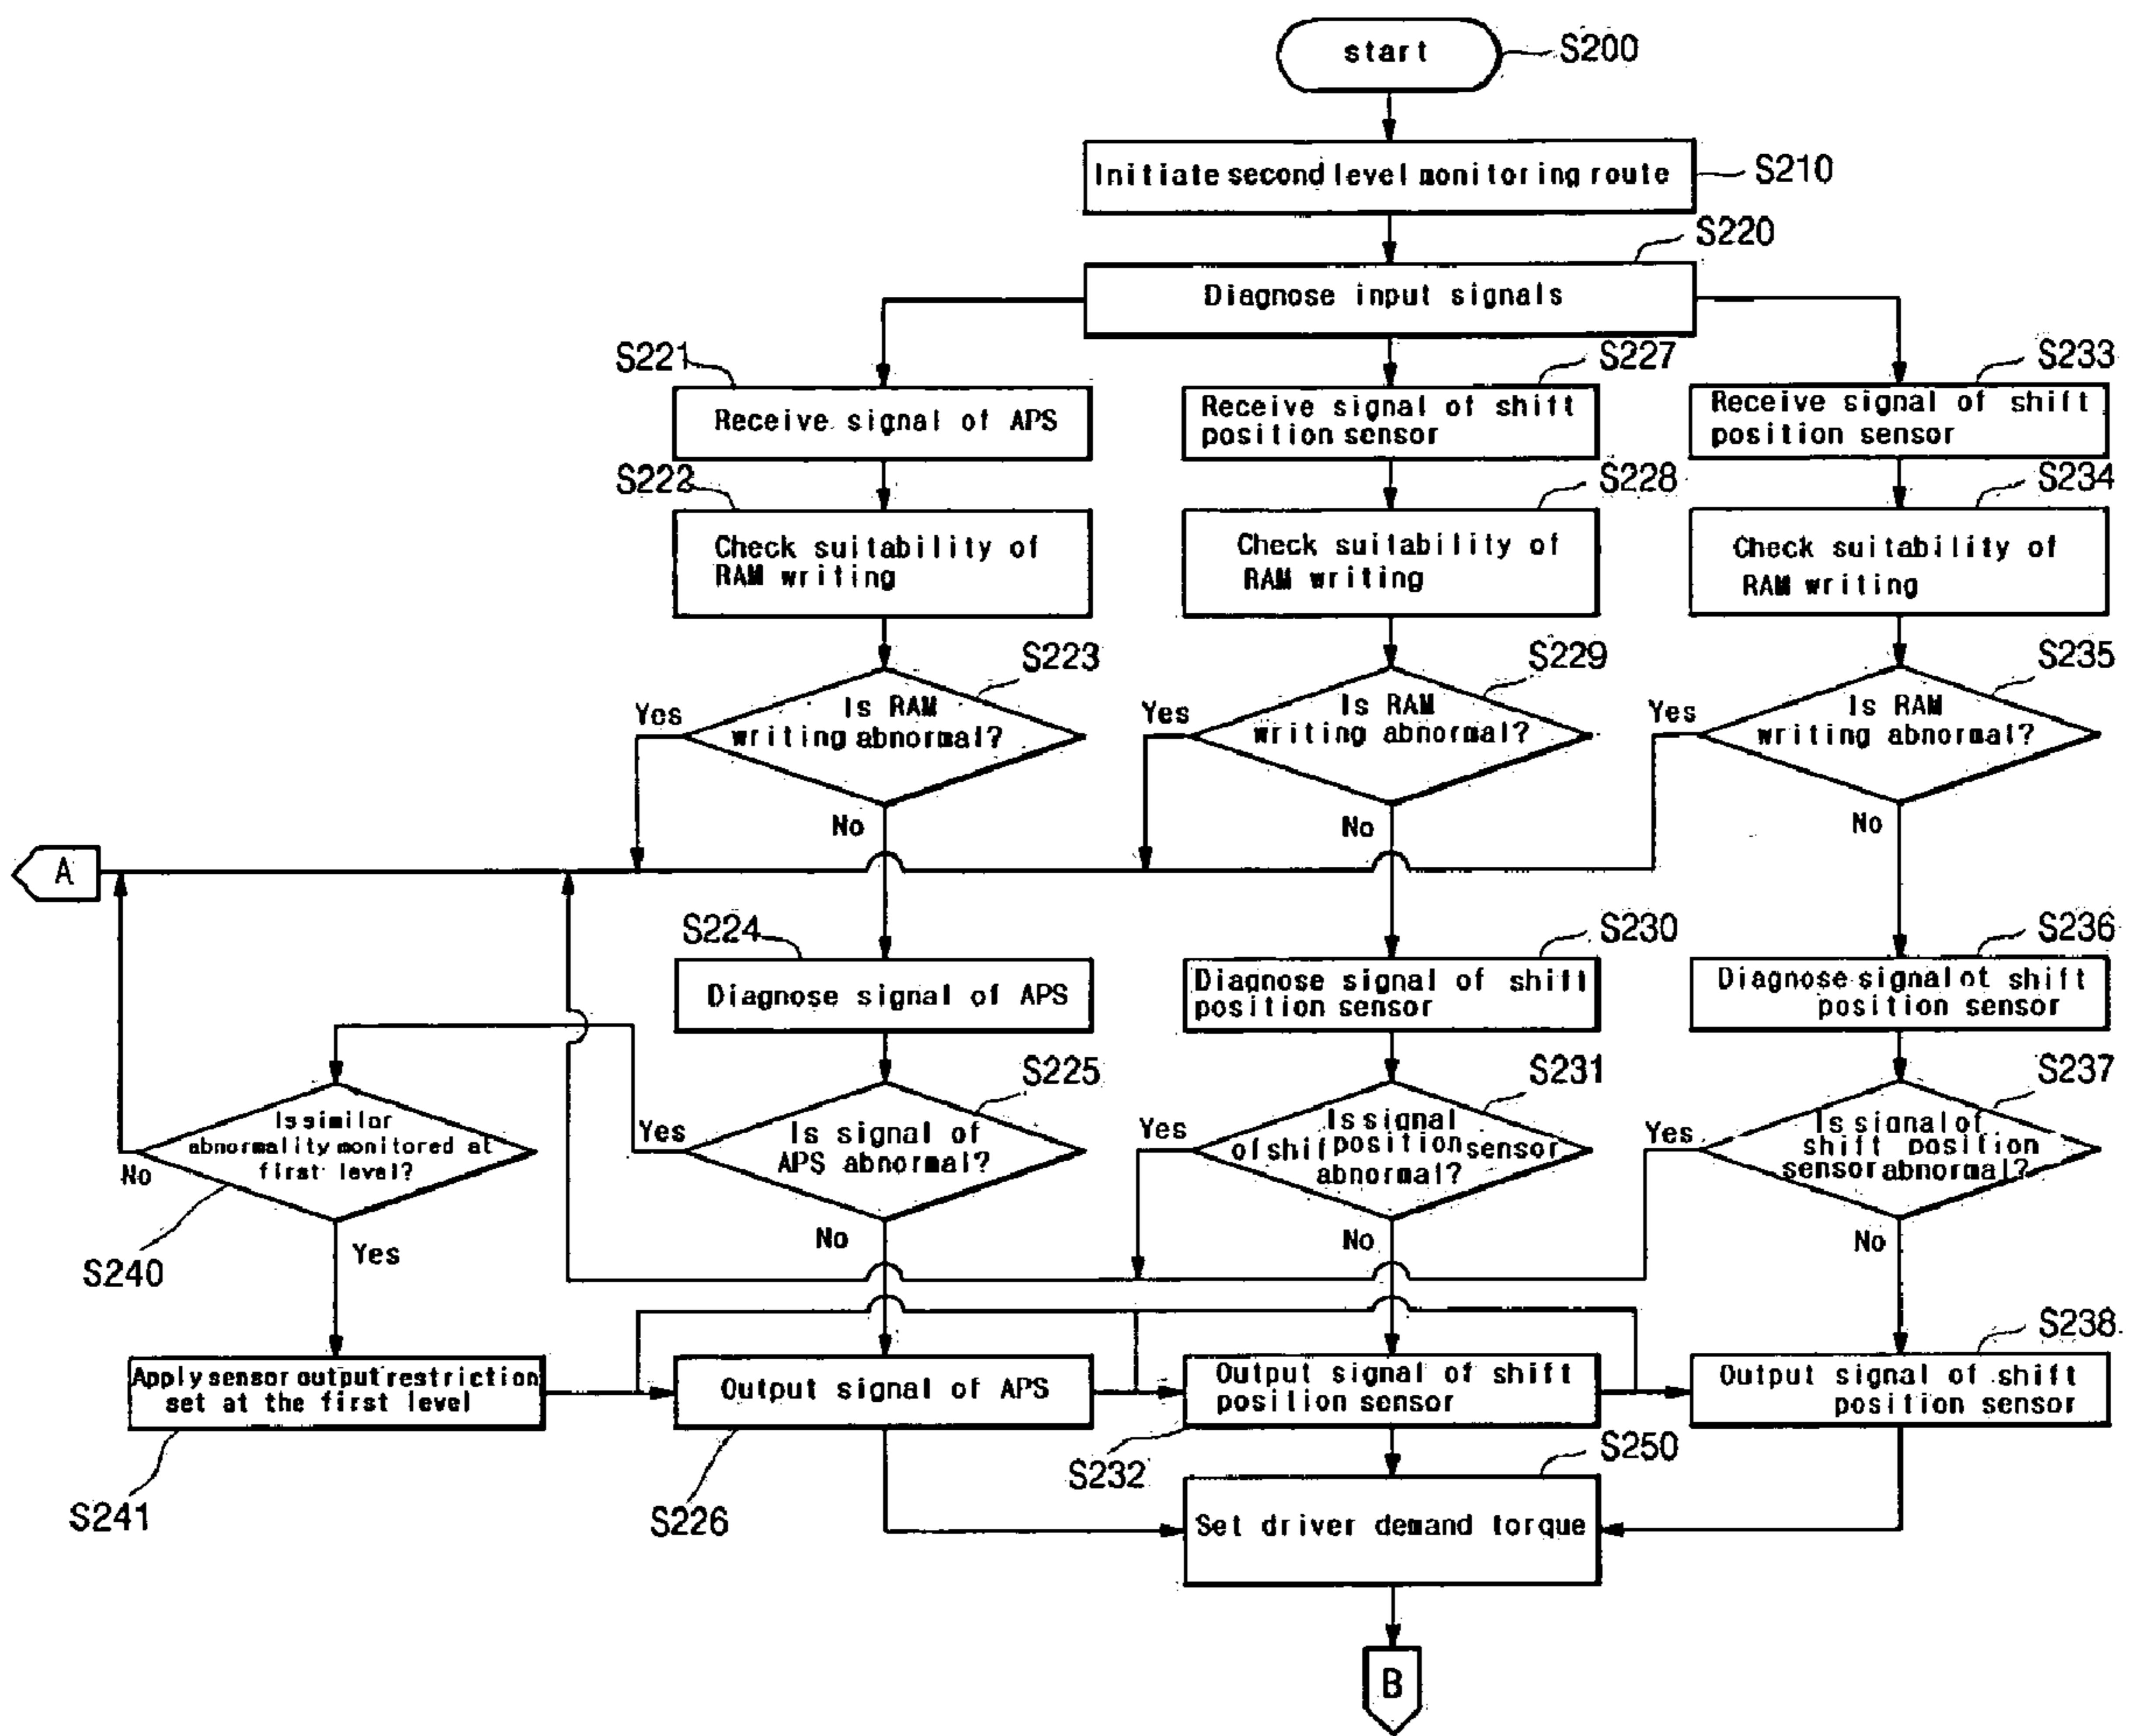 start
S200
Initiate second level monitoring route
S210
S220
Diagnose input signals
S221
S227
S233
Receive signal of APS
Receive signal of shift
position sensor
Receive signal of shift
position sensor
S222
S228
S234
Check suitability of
RAM writing
Check suitability of
RAM writing
Check suitability of
RAM writing
S223
S229
S235
Yes
Is RAM
writing abnormal?
Yes
Is RAM
writing abnormal?
Yes
Is RAM
writing abnormal?
No
No
No
A
S224
S230
S236
Diagnose signal of APS
Diagnose signal of shift
position sensor
Diagnose signal ot shift
position sensor
S225
S231
S237
Is similar
abnormality monitored at
first level?
No
Yes
Is signal of
APS abnormal?
Yes
Is signal
of shif position sensor
abnormal?
Yes
Is signal of
shift position
sensor abnormal?
S240
Yes
No
No
No
S238
Apply sensor output restriction
set at the first level
Output signal of APS
Output signal of shift
position sensor
Output signal of shift
position sensor
S241
S226
S232
S250
Set driver demand torque
B